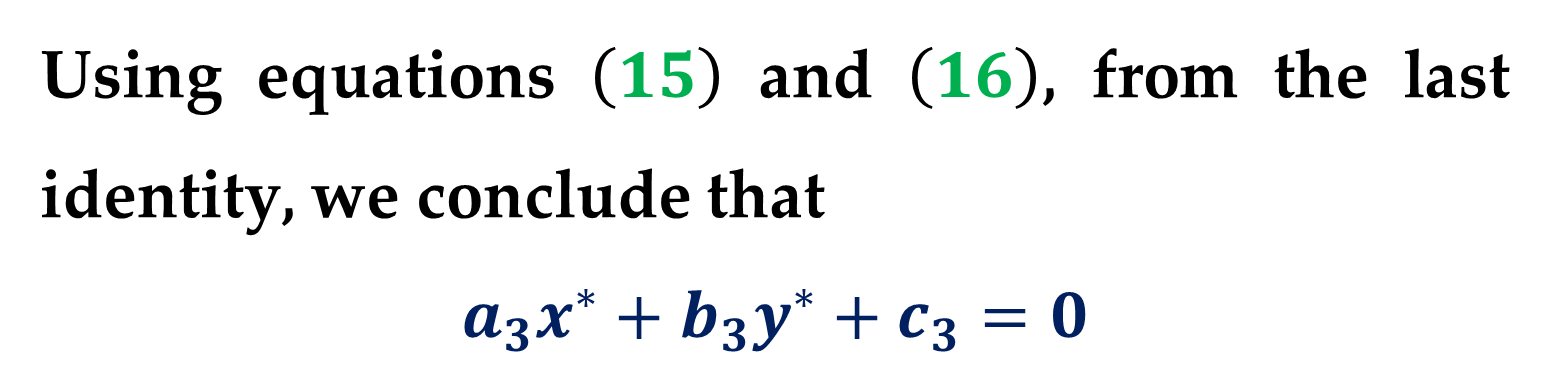 Using equations (15) and (16), from the last
identity, we conclude that
a₃x* + b₃y* + c₃ = 0